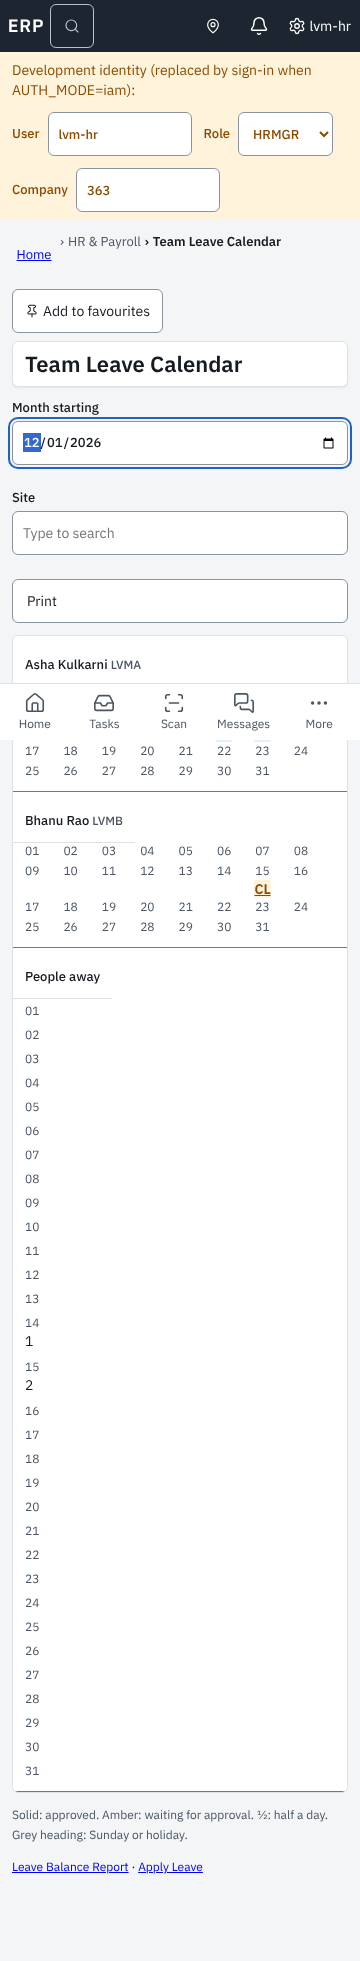 ERP lvm-hr
Development identity (replaced by sign-in when
AUTH_MODE=iam):
User lvm-hr Role HRMGR
Company 363
Home › HR & Payroll › Team Leave Calendar
Add to favourites
Team Leave Calendar
Month starting
12/01/2026
Site
Type to search
Print
Asha Kulkarni LVMA
Home Tasks Scan Messages More
17 18 19 20 21 22 23 24
25 26 27 28 29 30 31
Bhanu Rao LVMB
01 02 03 04 05 06 07 08
09 10 11 12 13 14 15 16
CL
17 18 19 20 21 22 23 24
25 26 27 28 29 30 31
People away
01
02
03
04
05
06
07
08
09
10
11
12
13
14
1
15
2
16
17
18
19
20
21
22
23
24
25
26
27
28
29
30
31
Solid: approved. Amber: waiting for approval. ½: half a day.
Grey heading: Sunday or holiday.
Leave Balance Report · Apply Leave